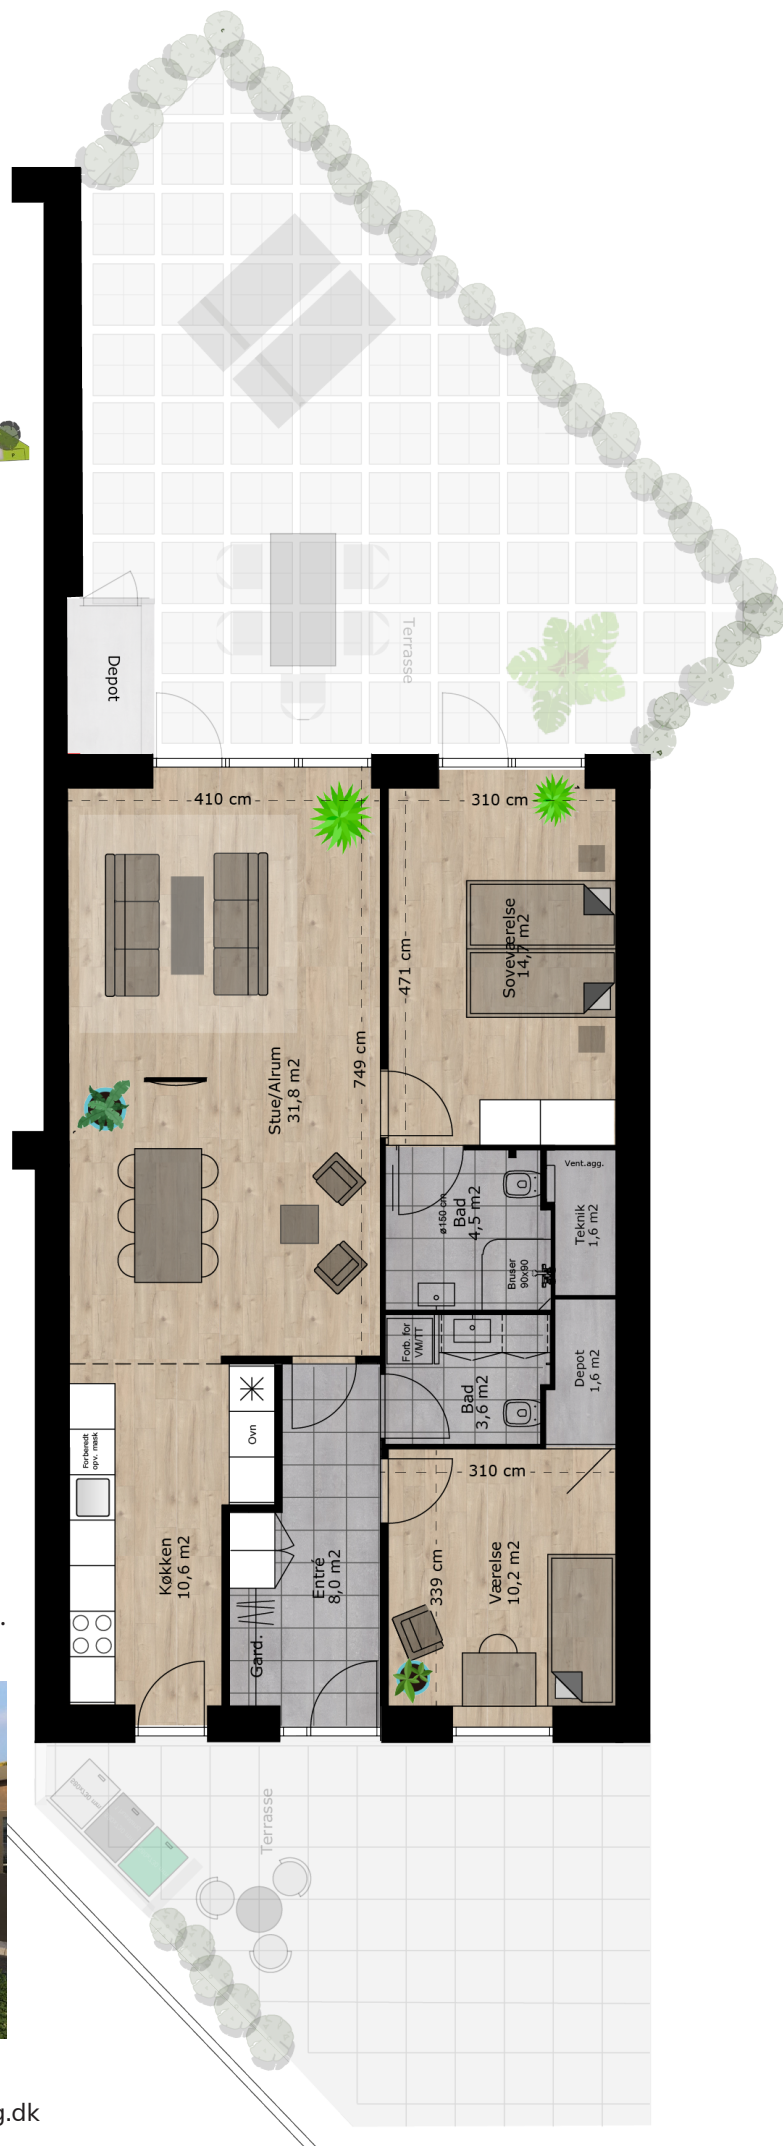 Terrasse
Depot
410 cm
310 cm
Soveværelse
14,7 m2
471 cm
749 cm
Stue/Alrum
31,8 m2
Vent.agg.
Teknik
1,6 m2
ø150 cm
Bad
4,5 m2
Bruser
90x90
Forb. for
VM/TT
Bad
3,6 m2
Depot
1,6 m2
Ovn
Forberedt
opv. mask
310 cm
Køkken
10,6 m2
Entré
8,0 m2
339 cm
Værelse
10,2 m2
Gard.
Terrasse
g.dk